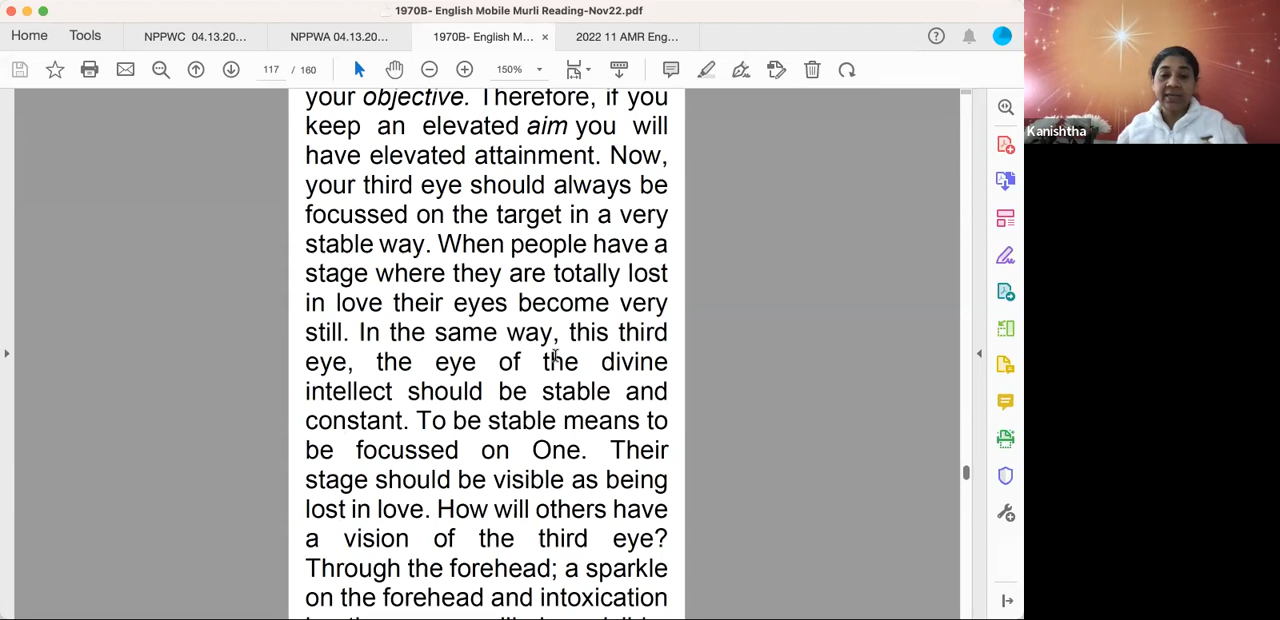 1970B- English Mobile Murli Reading-Nov22.pdf
Home Tools NPPWC 04.13.20... NPPWA 04.13.20... 1970B- English M... × 2022 11 AMR Eng...
117 / 160 150%
your objective. Therefore, if you
keep an elevated aim you will
have elevated attainment. Now,
your third eye should always be
focussed on the target in a very
stable way. When people have a
stage where they are totally lost
in love their eyes become very
still. In the same way, this third
eye, the eye of the divine
intellect should be stable and
constant. To be stable means to
be focussed on One. Their
stage should be visible as being
lost in love. How will others have
a vision of the third eye?
Through the forehead; a sparkle
on the forehead and intoxication
Kanishtha